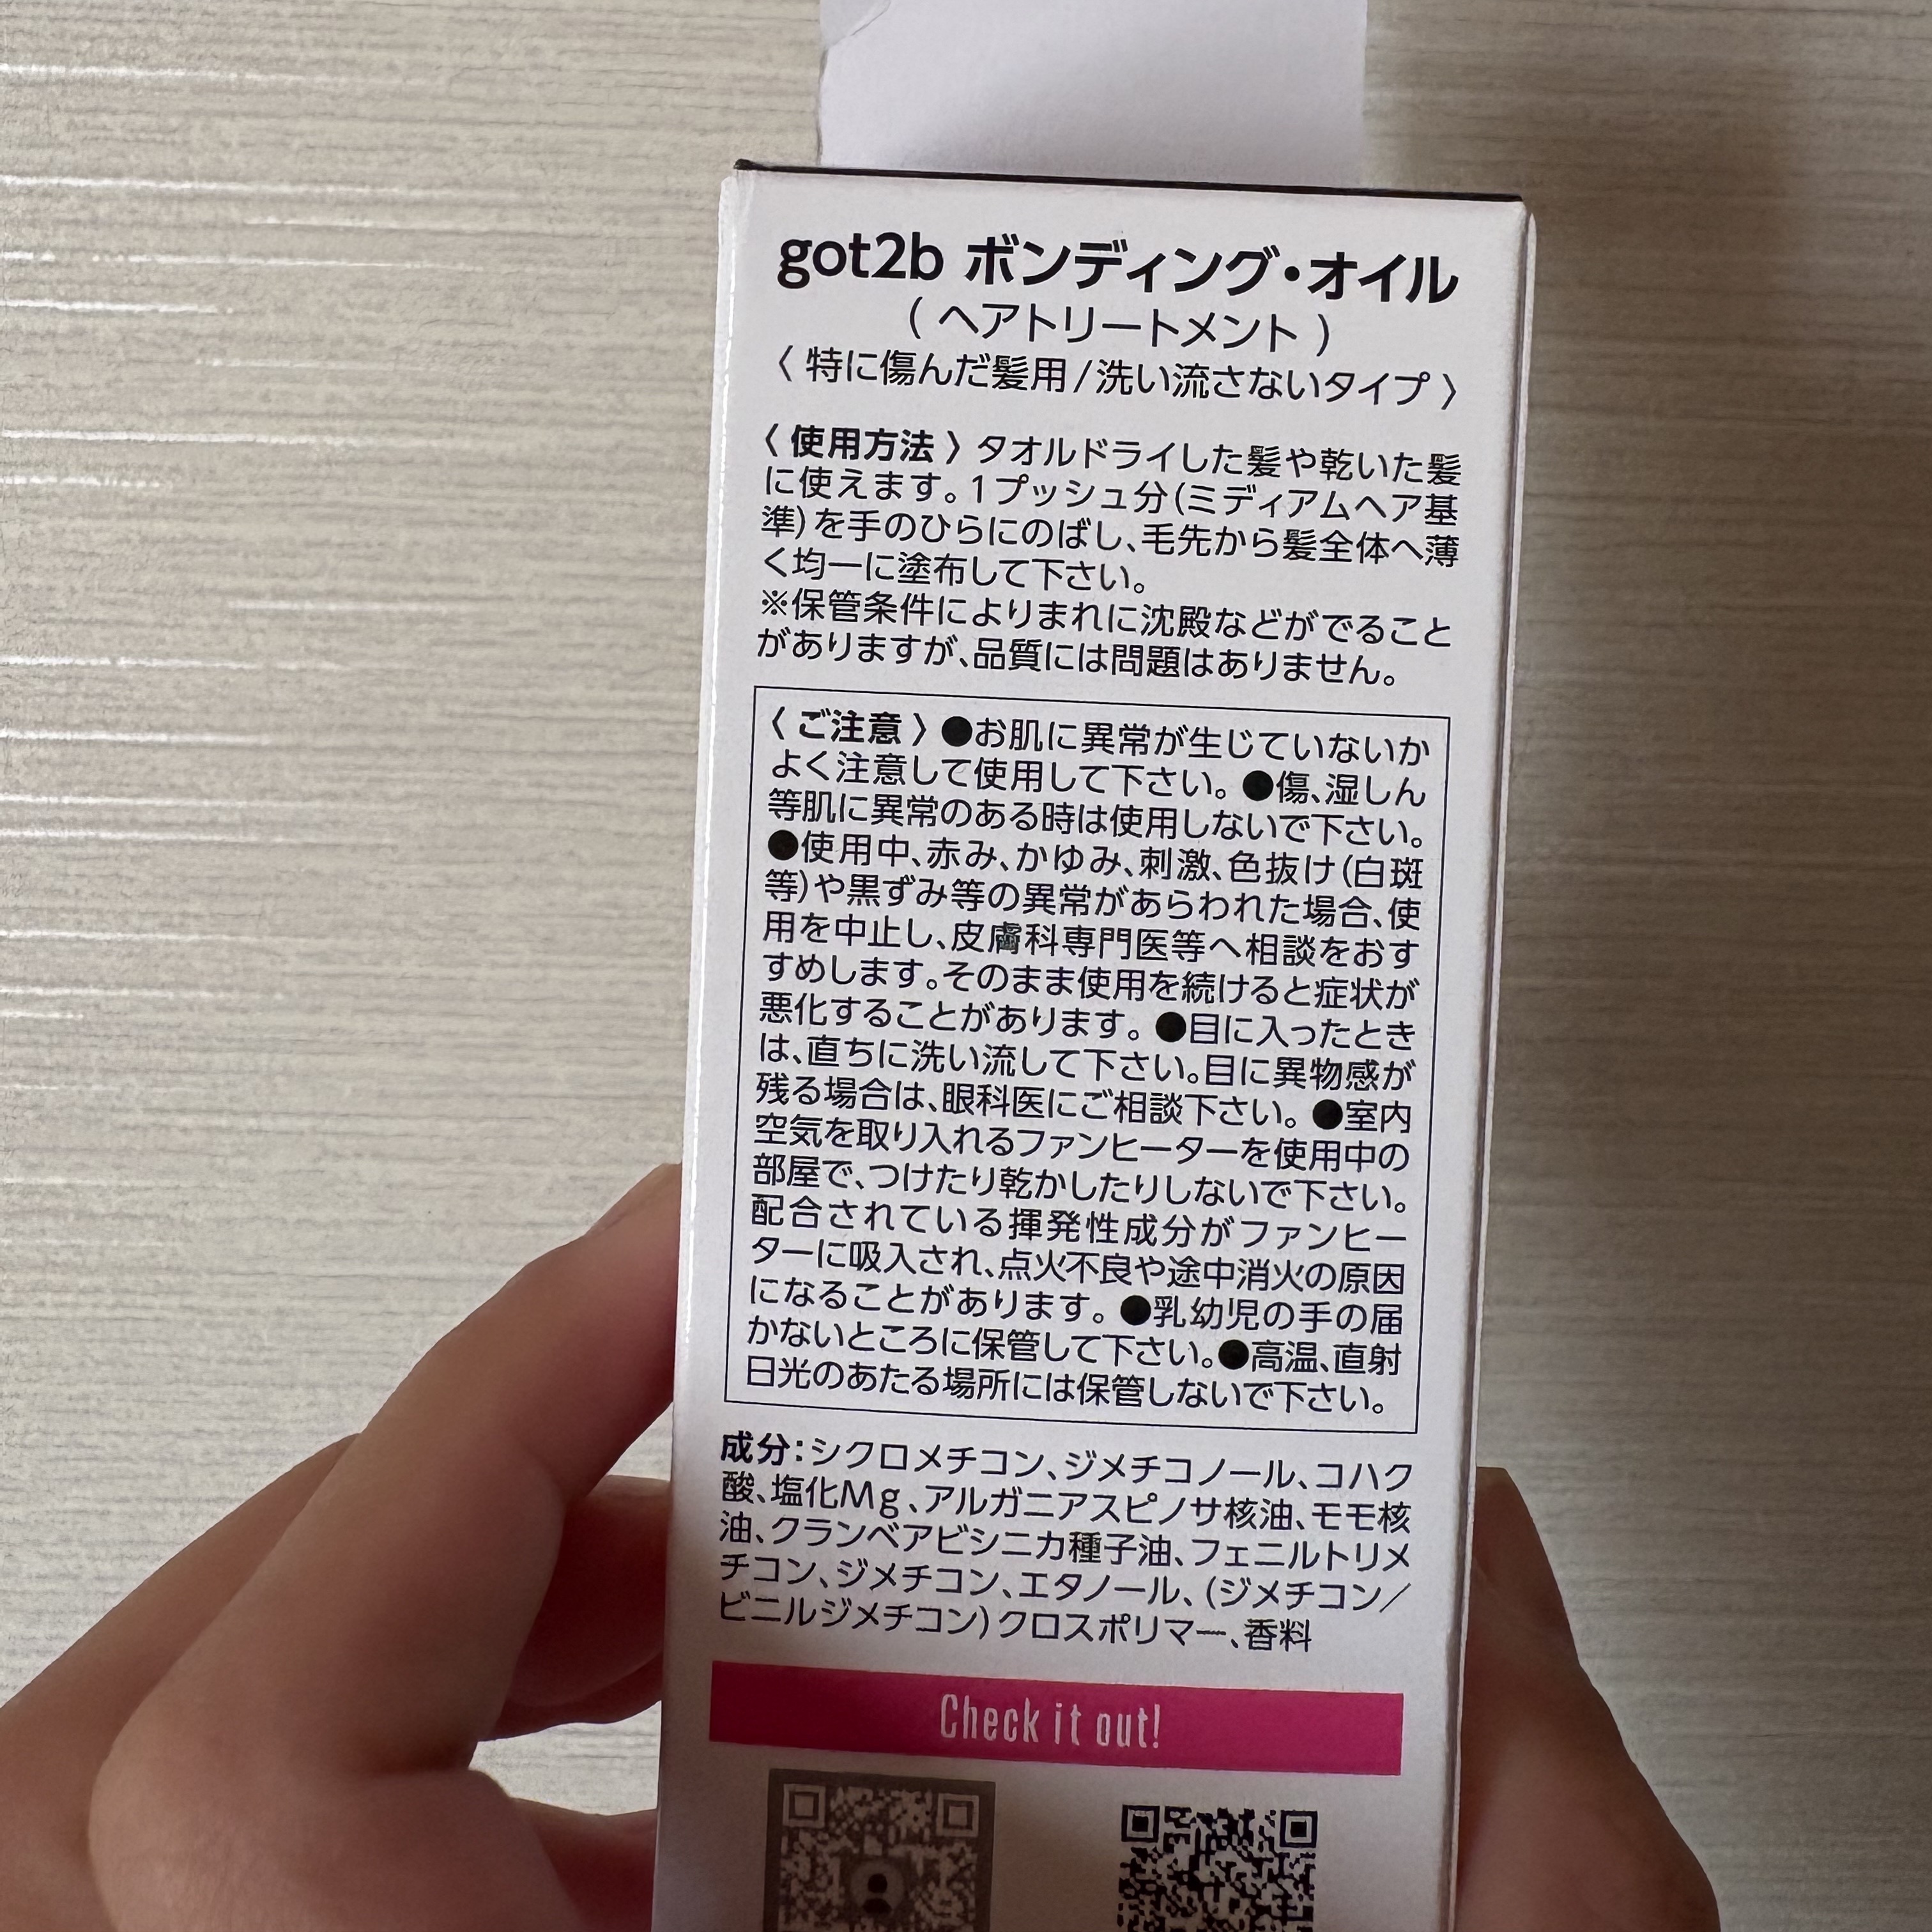 got2b ボンディング・オイル
( ヘアトリートメント )
〈 特に傷んだ髪用/洗い流さないタイプ 〉
〈 使用方法 〉タオルドライした髪や乾いた髪
に使えます。1プッシュ分(ミディアムヘア基
準)を手のひらにのばし、毛先から髪全体へ薄
く均一に塗布して下さい。
※保管条件によりまれに沈殿などがでること
がありますが、品質には問題はありません。
〈 ご注意 〉●お肌に異常が生じていないか
よく注意して使用して下さい。●傷、湿しん
等肌に異常のある時は使用しないで下さい。
●使用中、赤み、かゆみ、刺激、色抜け(白斑
等)や黒ずみ等の異常があらわれた場合、使
用を中止し、皮膚科専門医等へ相談をおす
すめします。そのまま使用を続けると症状が
悪化することがあります。●目に入ったとき
は、直ちに洗い流して下さい。目に異物感が
残る場合は、眼科医にご相談下さい。●室内
空気を取り入れるファンヒーターを使用中の
部屋で、つけたり乾かしたりしないで下さい。
配合されている揮発性成分がファンヒー
ターに吸入され、点火不良や途中消火の原因
になることがあります。●乳幼児の手の届
かないところに保管して下さい。●高温、直射
日光のあたる場所には保管しないで下さい。
成分：シクロメチコン、ジメチコノール、コハク
酸、塩化Mg、アルガニアスピノサ核油、モモ核
油、クランベアビシニカ種子油、フェニルトリメ
チコン、ジメチコン、エタノール、(ジメチコン／
ビニルジメチコン)クロスポリマー、香料
Check it out!